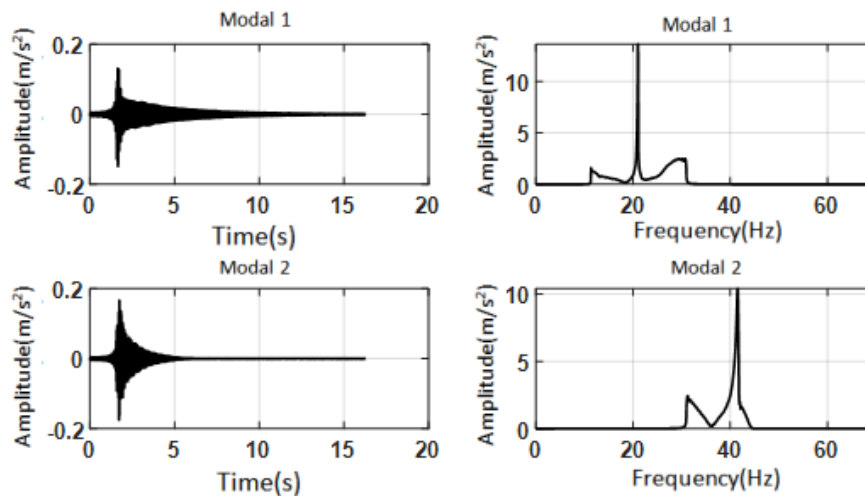 Modal 1
Amplitude(m/s²)
0.2
0
-0.2
0 5 10 15 20
Time(s)
Modal 1
Amplitude(m/s²)
10
5
0
0 20 40 60
Frequency(Hz)
Modal 2
Amplitude(m/s²)
0.2
0
-0.2
0 5 10 15 20
Time(s)
Modal 2
Amplitude(m/s²)
10
5
0
0 20 40 60
Frequency(Hz)